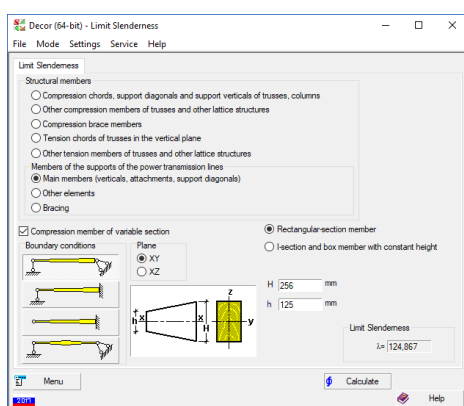 Decor (64-bit) - Limit Slenderness
File Mode Settings Service Help
Limit Slenderness
Structural members
Compression chords, support diagonals and support verticals of trusses, columns
Other compression members of trusses and other lattice structures
Compression brace members
Tension chords of trusses in the vertical plane
Other tension members of trusses and other lattice structures
Members of the supports of the power transmission lines
Main members (verticals, attachments, support diagonals)
Other elements
Bracing
Compression member of variable section
Rectangular-section member
I-section and box member with constant height
Boundary conditions
Plane
XY
XZ
H 256 mm
h 125 mm
z
h x x H y
Limit Slenderness
λ= 124,867
Menu
Calculate
Help